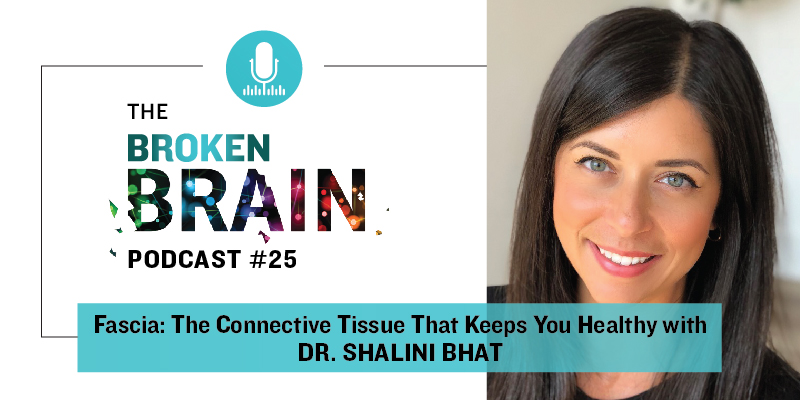 THE
BROKEN
BRAIN
PODCAST #25
Fascia: The Connective Tissue That Keeps You Healthy with
DR. SHALINI BHAT